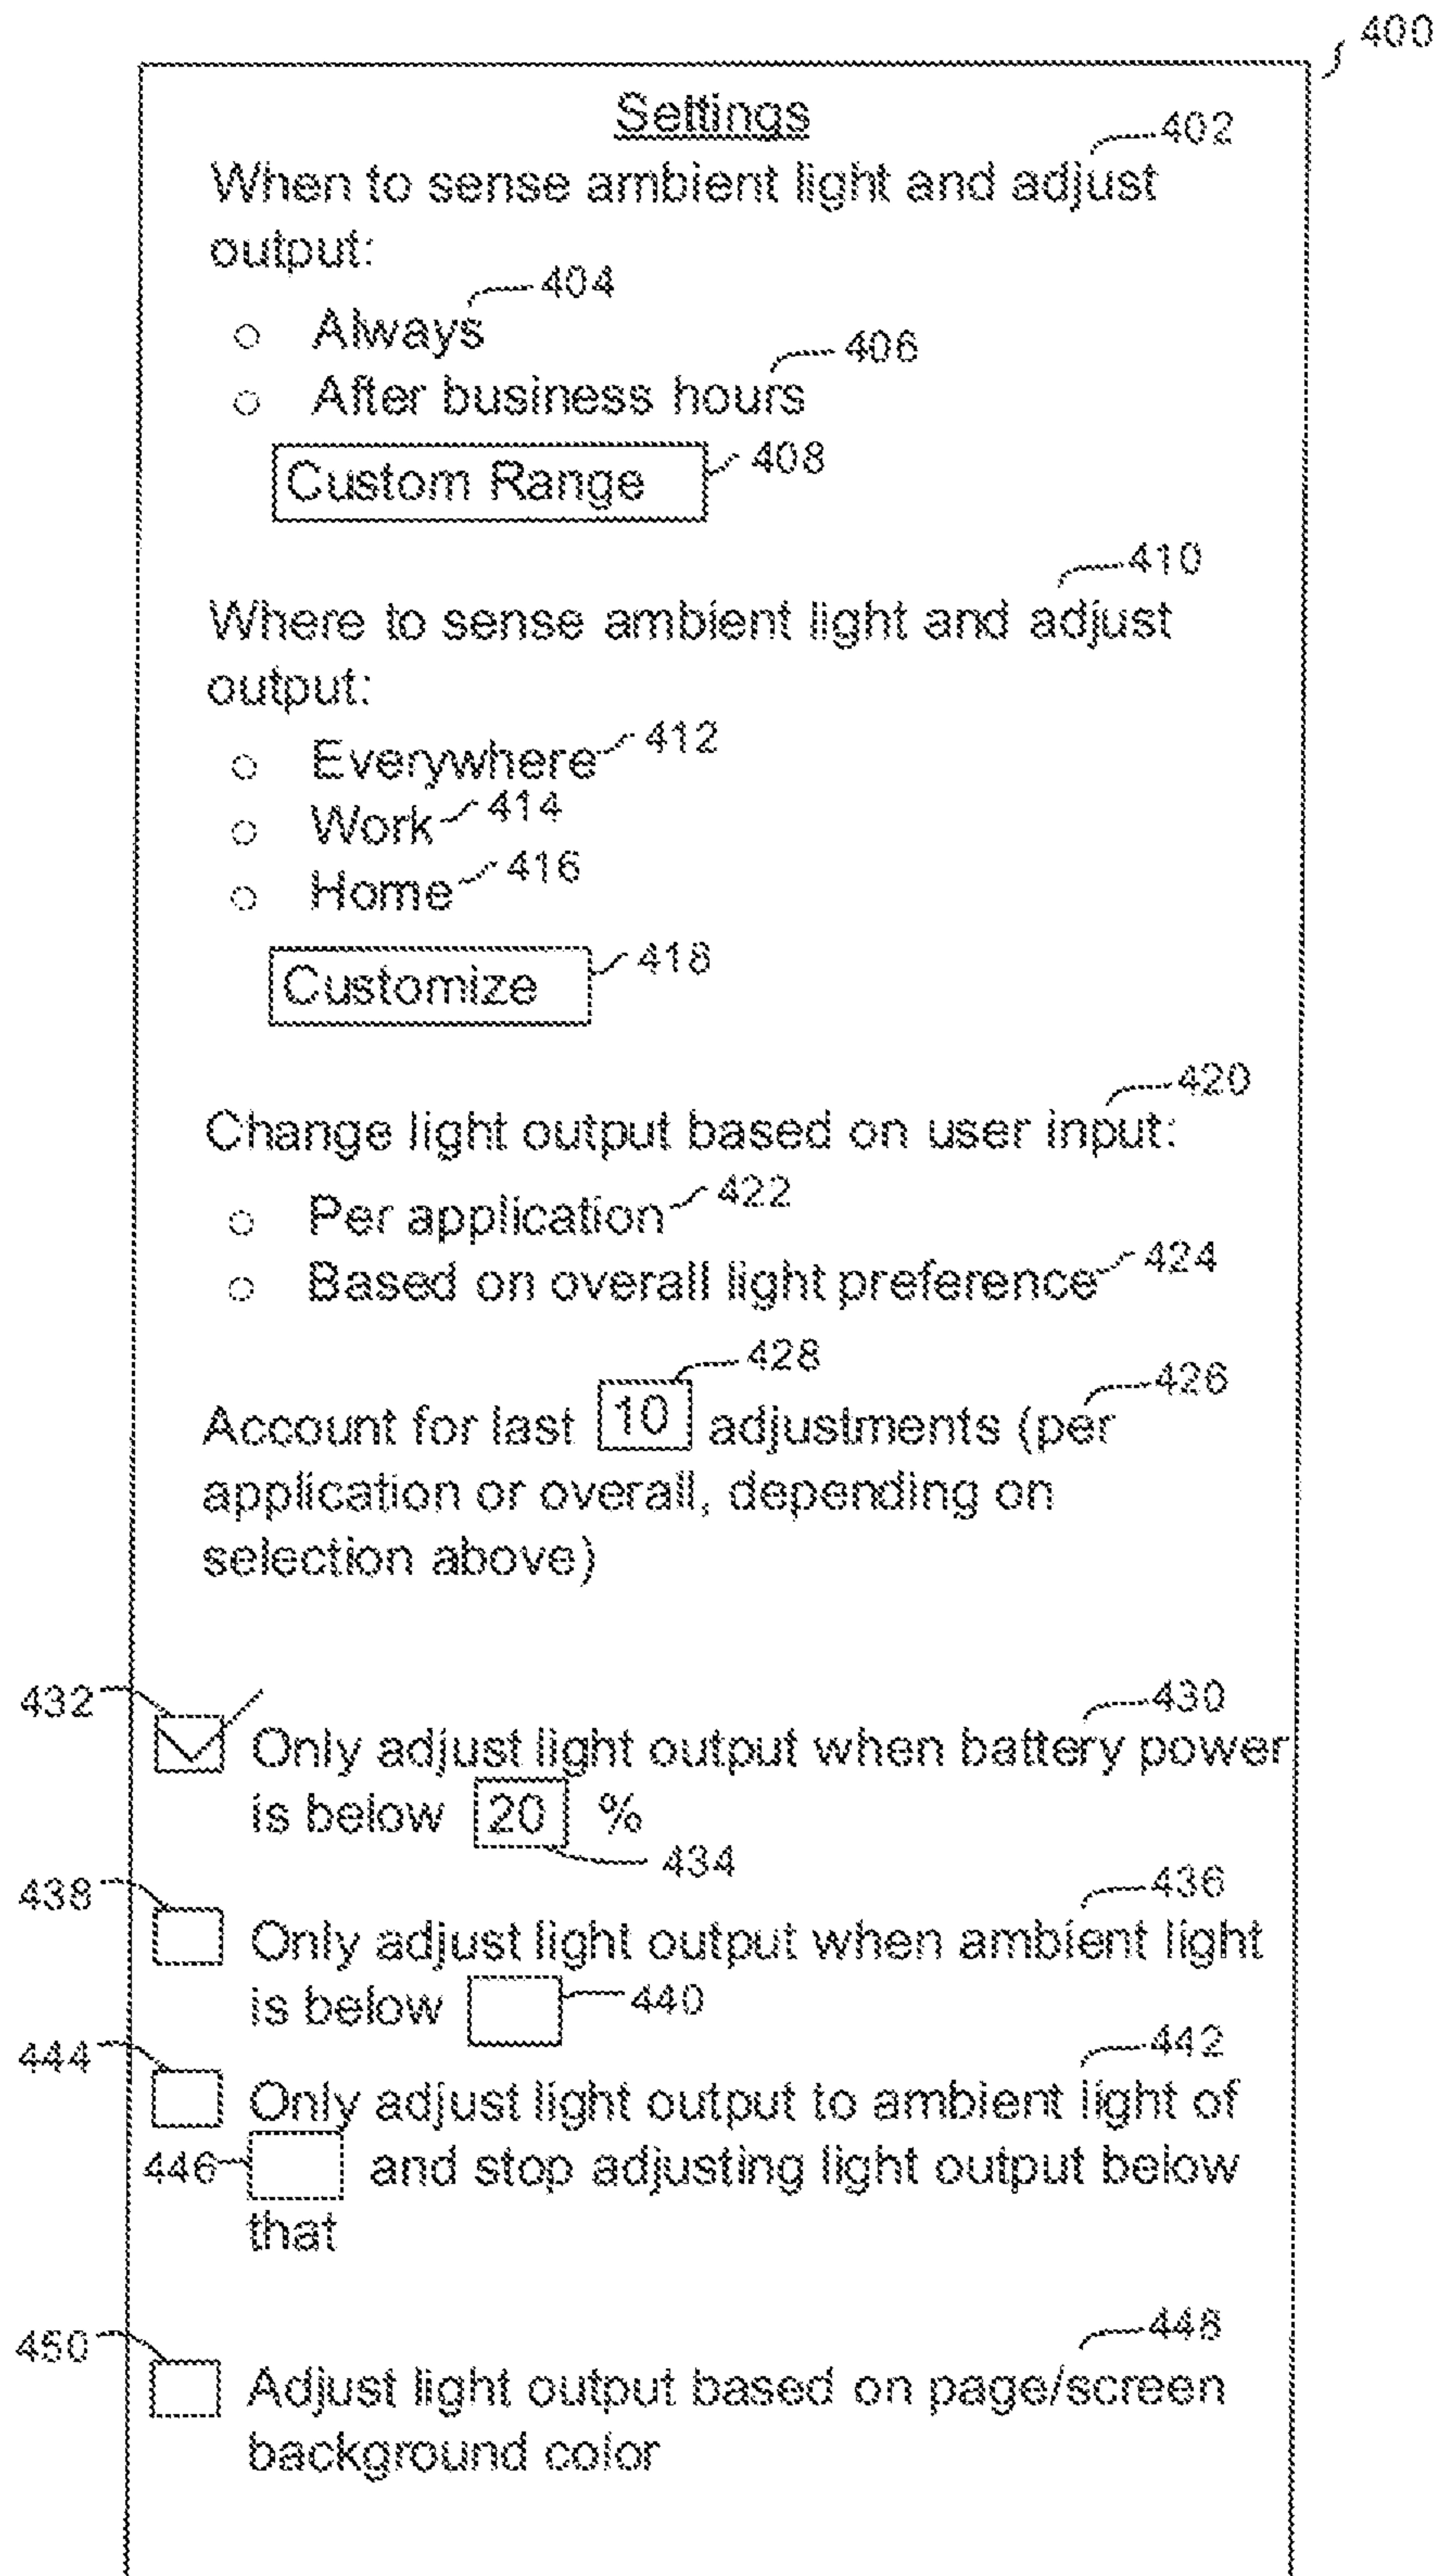 400
Settings
402
When to sense ambient light and adjust
output:
404
Always
406
After business hours
Custom Range
408
410
Where to sense ambient light and adjust
output:
Everywhere
412
Work
414
Home
416
Customize
418
420
Change light output based on user input:
Per application
422
Based on overall light preference
424
428
426
Account for last 10 adjustments (per
application or overall, depending on
selection above)
432
430
Only adjust light output when battery power
is below 20 %
434
438
436
Only adjust light output when ambient light
is below
440
444
442
Only adjust light output to ambient light of
446
and stop adjusting light output below
that
450
448
Adjust light output based on page/screen
background color